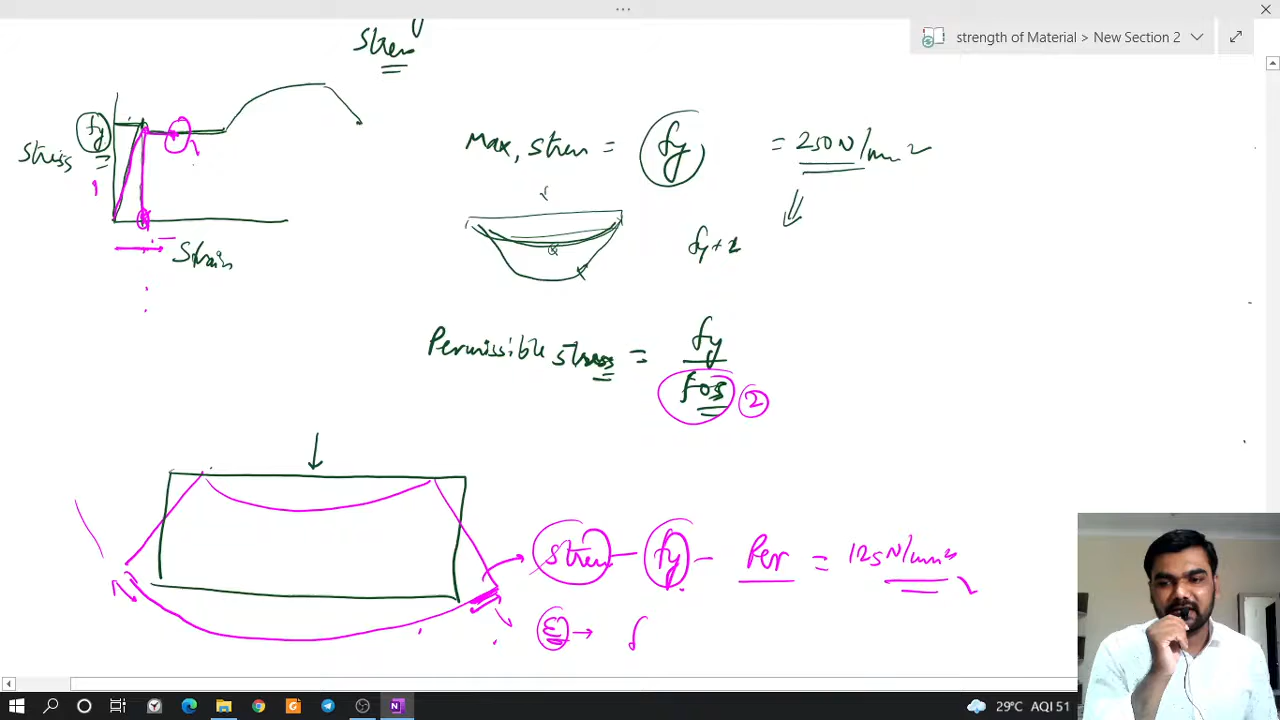 strength of Material > New Section 2
Stress
fy
Stress
Strain
Max, stress = fy = 250 N/mm2
fy + 2
Permissible stress = fy
fos 2
stress - fy - Per = 125 N/mm2
ε → f
29°C AQI 51